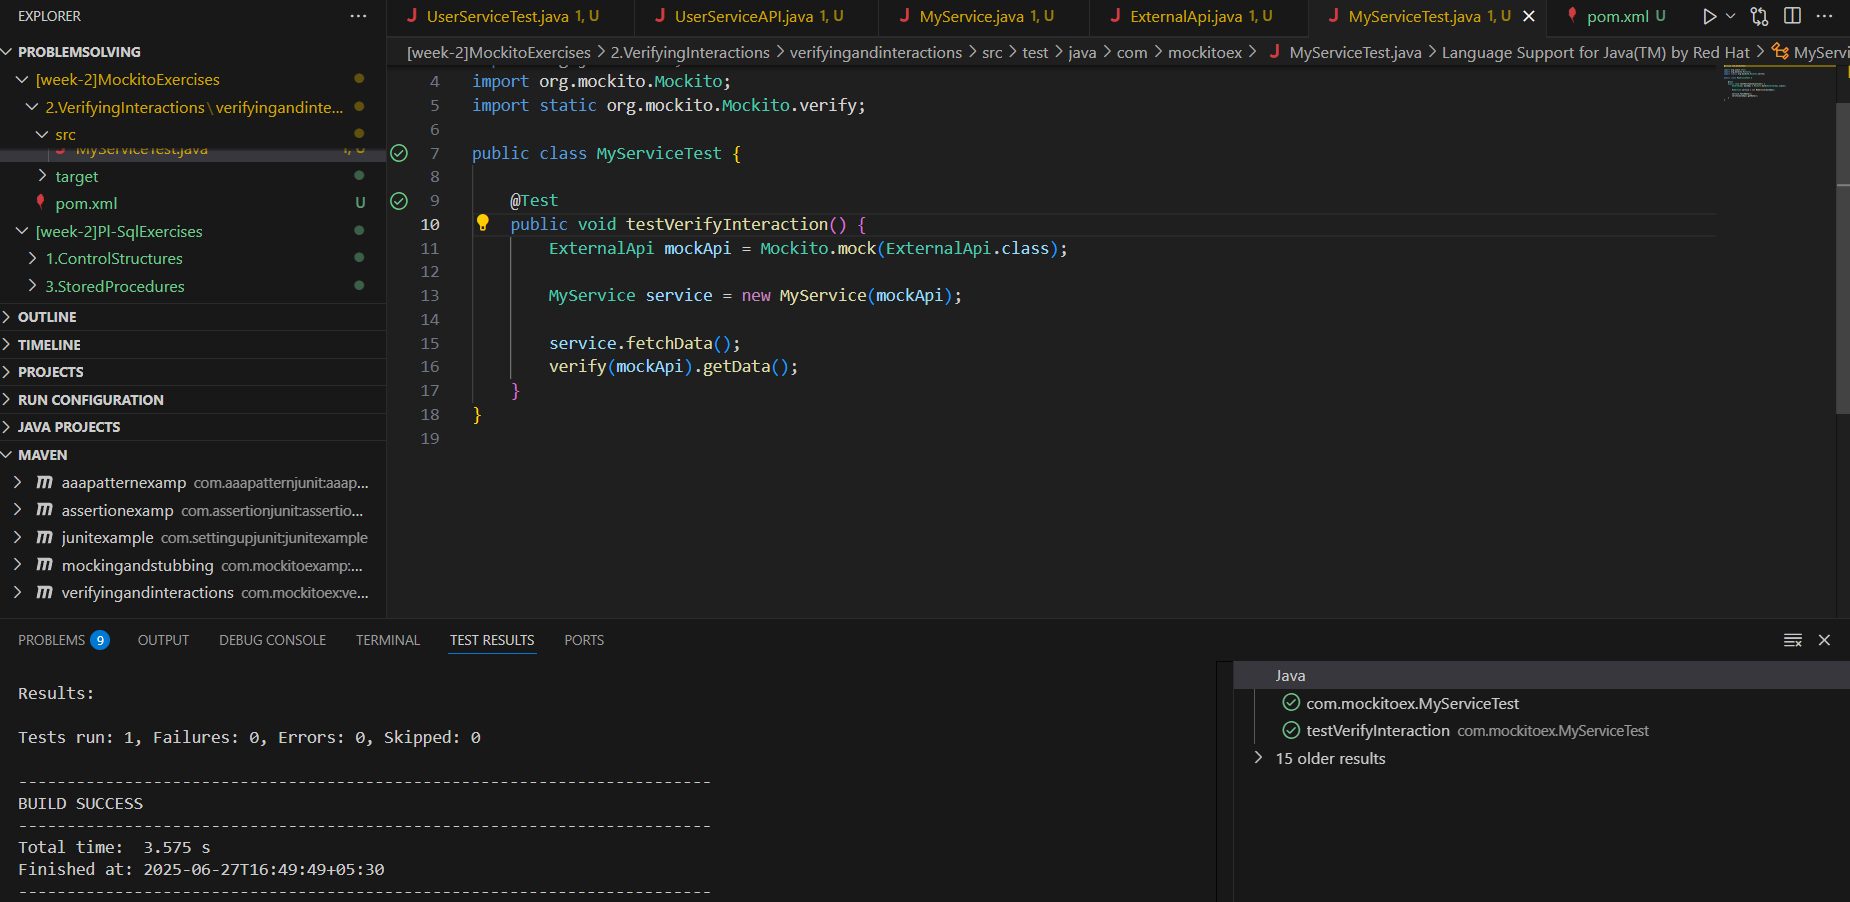 EXPLORER
PROBLEMSOLVING
[week-2]MockitoExercises
2.VerifyingInteractions\verifyingandinte...
src
MyServiceTest.java 1, U
target
pom.xml U
[week-2]Pl-SqlExercises
1.ControlStructures
3.StoredProcedures
OUTLINE
TIMELINE
PROJECTS
RUN CONFIGURATION
JAVA PROJECTS
MAVEN
aaapatternexamp com.aaapatternjunit:aaap...
assertionexamp com.assertionjunit:assertio...
junitexample com.settingupjunit:junitexample
mockingandstubbing com.mockitoexamp:...
verifyingandinteractions com.mockitoex:ve...
UserServiceTest.java 1, U
UserServiceAPI.java 1, U
MyService.java 1, U
ExternalApi.java 1, U
MyServiceTest.java 1, U
pom.xml U
[week-2]MockitoExercises > 2.VerifyingInteractions > verifyingandinteractions > src > test > java > com > mockitoex > MyServiceTest.java > Language Support for Java(TM) by Red Hat > MyServi
4 import org.mockito.Mockito;
5 import static org.mockito.Mockito.verify;
6
7 public class MyServiceTest {
8
9 @Test
10 public void testVerifyInteraction() {
11 ExternalApi mockApi = Mockito.mock(ExternalApi.class);
12
13 MyService service = new MyService(mockApi);
14
15 service.fetchData();
16 verify(mockApi).getData();
17 }
18 }
19
PROBLEMS 9 OUTPUT DEBUG CONSOLE TERMINAL TEST RESULTS PORTS
Results:
Tests run: 1, Failures: 0, Errors: 0, Skipped: 0
------------------------------------------------------------------------
BUILD SUCCESS
------------------------------------------------------------------------
Total time:  3.575 s
Finished at: 2025-06-27T16:49:49+05:30
------------------------------------------------------------------------
Java
com.mockitoex.MyServiceTest
testVerifyInteraction com.mockitoex.MyServiceTest
15 older results